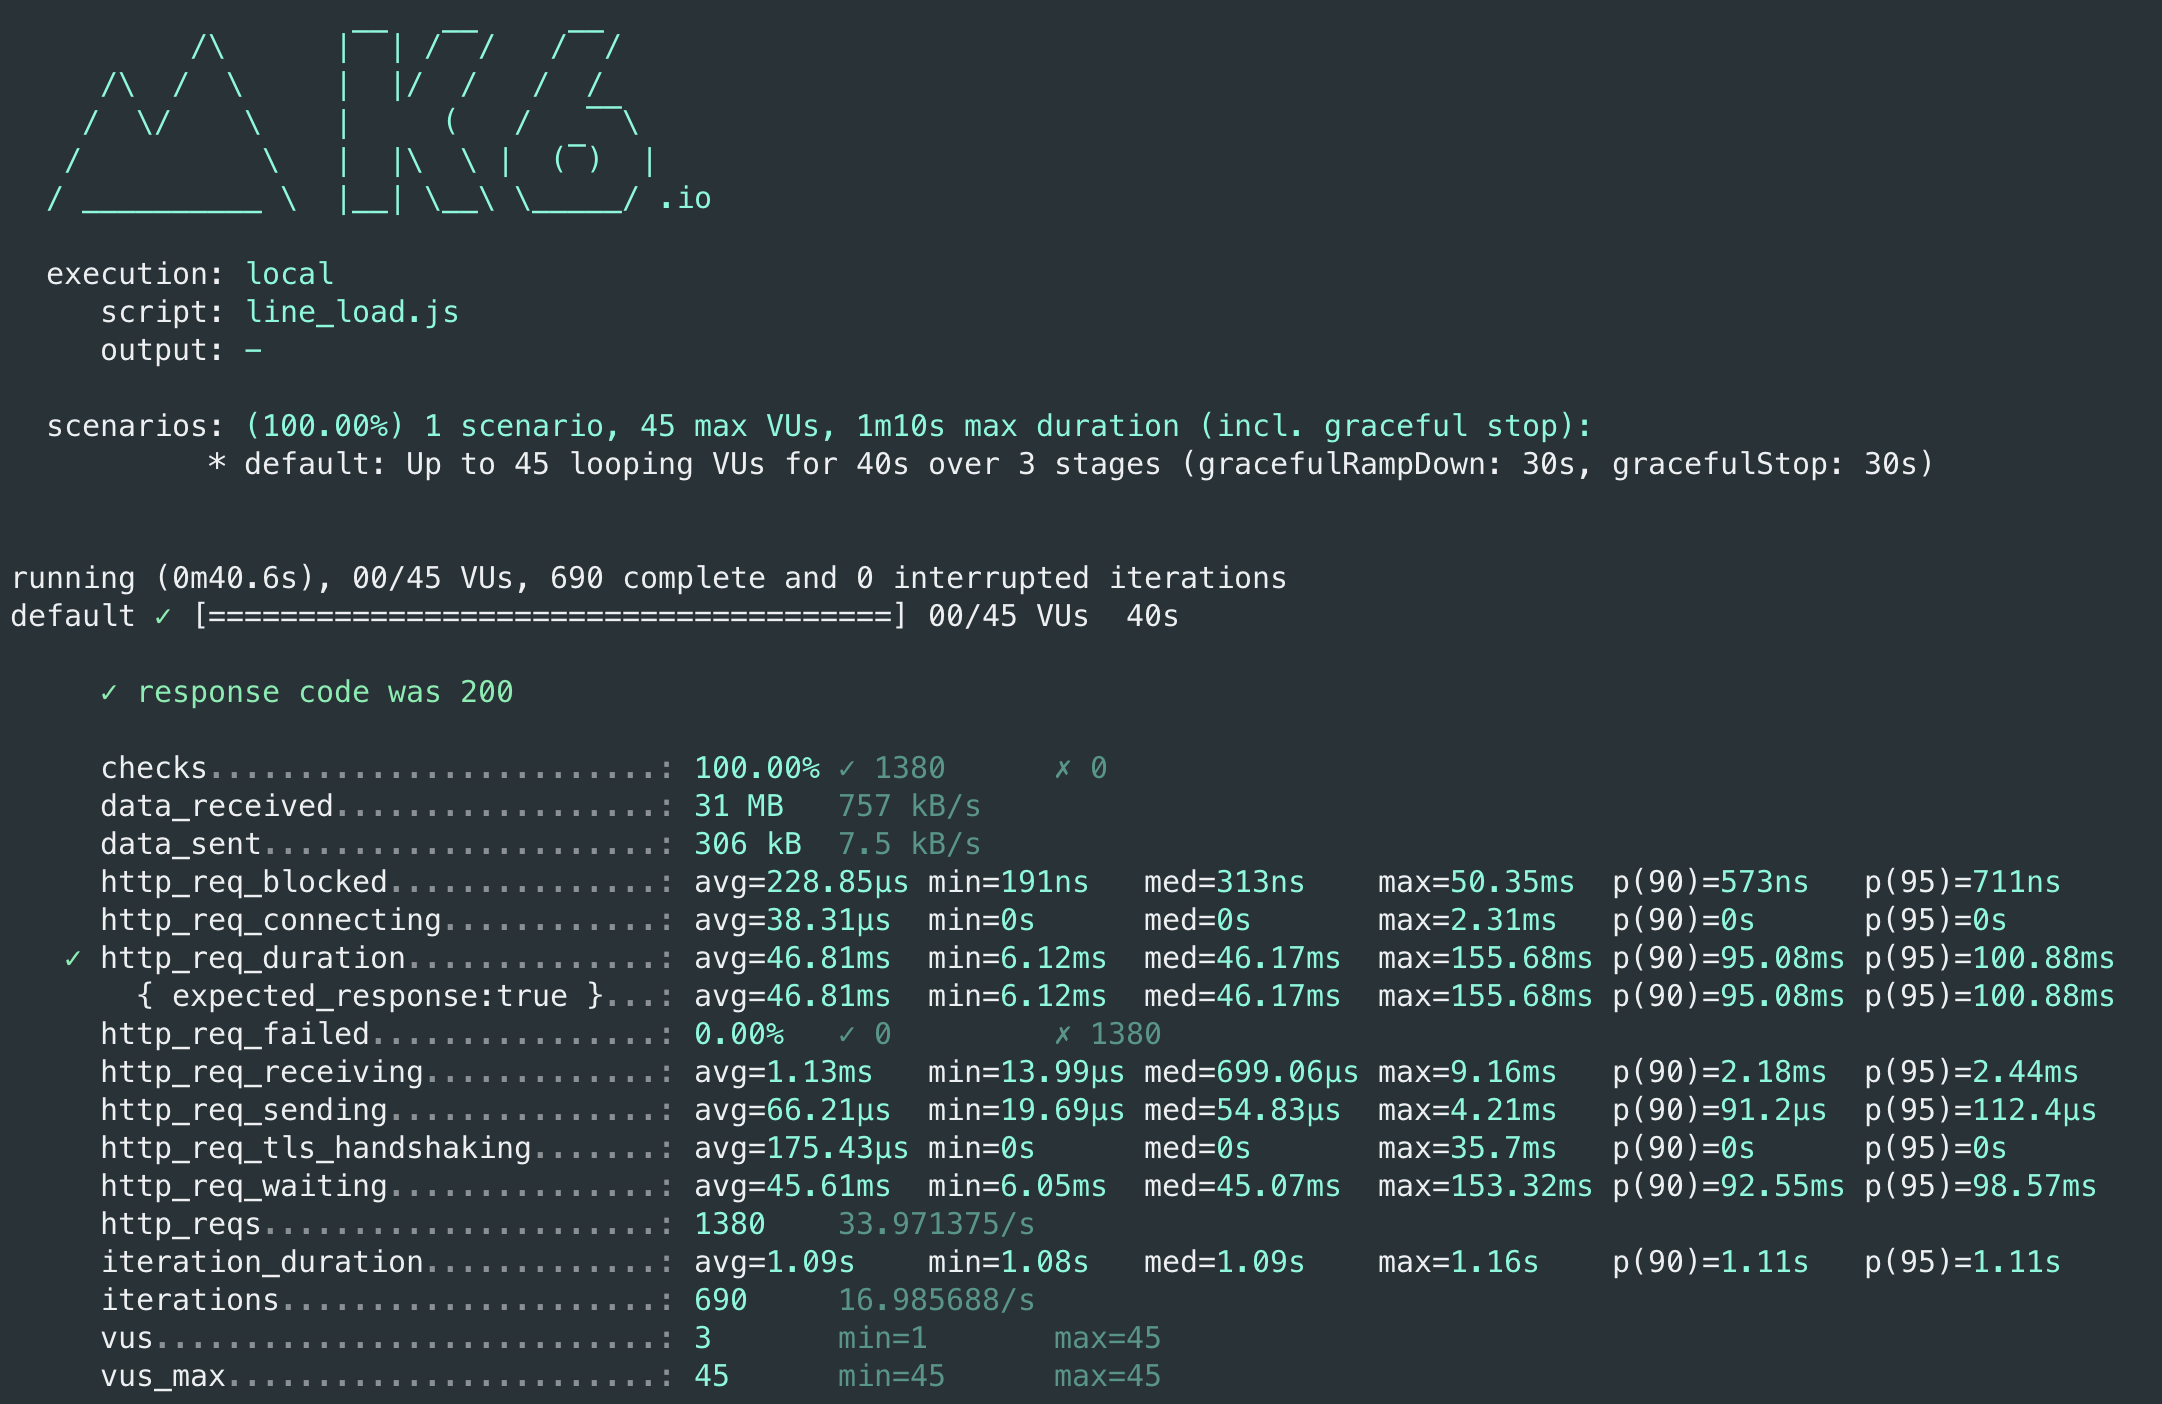 /\      |‾‾| /‾‾/   /‾‾/
     /\  /  \     |  |/  /   /  /
    /  \/    \    |     (   /   ‾‾\
   /          \   |  |\  \ |  (‾)  |
  / __________ \  |__| \__\ \_____/ .io
execution: local
script: line_load.js
output: -
scenarios: (100.00%) 1 scenario, 45 max VUs, 1m10s max duration (incl. graceful stop):
* default: Up to 45 looping VUs for 40s over 3 stages (gracefulRampDown: 30s, gracefulStop: 30s)
running (0m40.6s), 00/45 VUs, 690 complete and 0 interrupted iterations
default ✓ [======================================] 00/45 VUs  40s
✓ response code was 200
checks.........................: 100.00% ✓ 1380      ✗ 0
data_received..................: 31 MB   757 kB/s
data_sent......................: 306 kB  7.5 kB/s
http_req_blocked...............: avg=228.85µs min=191ns   med=313ns    max=50.35ms  p(90)=573ns   p(95)=711ns
http_req_connecting............: avg=38.31µs  min=0s      med=0s       max=2.31ms   p(90)=0s      p(95)=0s
✓ http_req_duration..............: avg=46.81ms  min=6.12ms  med=46.17ms  max=155.68ms p(90)=95.08ms p(95)=100.88ms
{ expected_response:true }...: avg=46.81ms  min=6.12ms  med=46.17ms  max=155.68ms p(90)=95.08ms p(95)=100.88ms
http_req_failed................: 0.00%   ✓ 0         ✗ 1380
http_req_receiving.............: avg=1.13ms   min=13.99µs med=699.06µs max=9.16ms   p(90)=2.18ms  p(95)=2.44ms
http_req_sending...............: avg=66.21µs  min=19.69µs med=54.83µs  max=4.21ms   p(90)=91.2µs  p(95)=112.4µs
http_req_tls_handshaking.......: avg=175.43µs min=0s      med=0s       max=35.7ms   p(90)=0s      p(95)=0s
http_req_waiting...............: avg=45.61ms  min=6.05ms  med=45.07ms  max=153.32ms p(90)=92.55ms p(95)=98.57ms
http_reqs......................: 1380    33.971375/s
iteration_duration.............: avg=1.09s    min=1.08s   med=1.09s    max=1.16s    p(90)=1.11s   p(95)=1.11s
iterations.....................: 690     16.985688/s
vus............................: 3       min=1       max=45
vus_max........................: 45      min=45      max=45